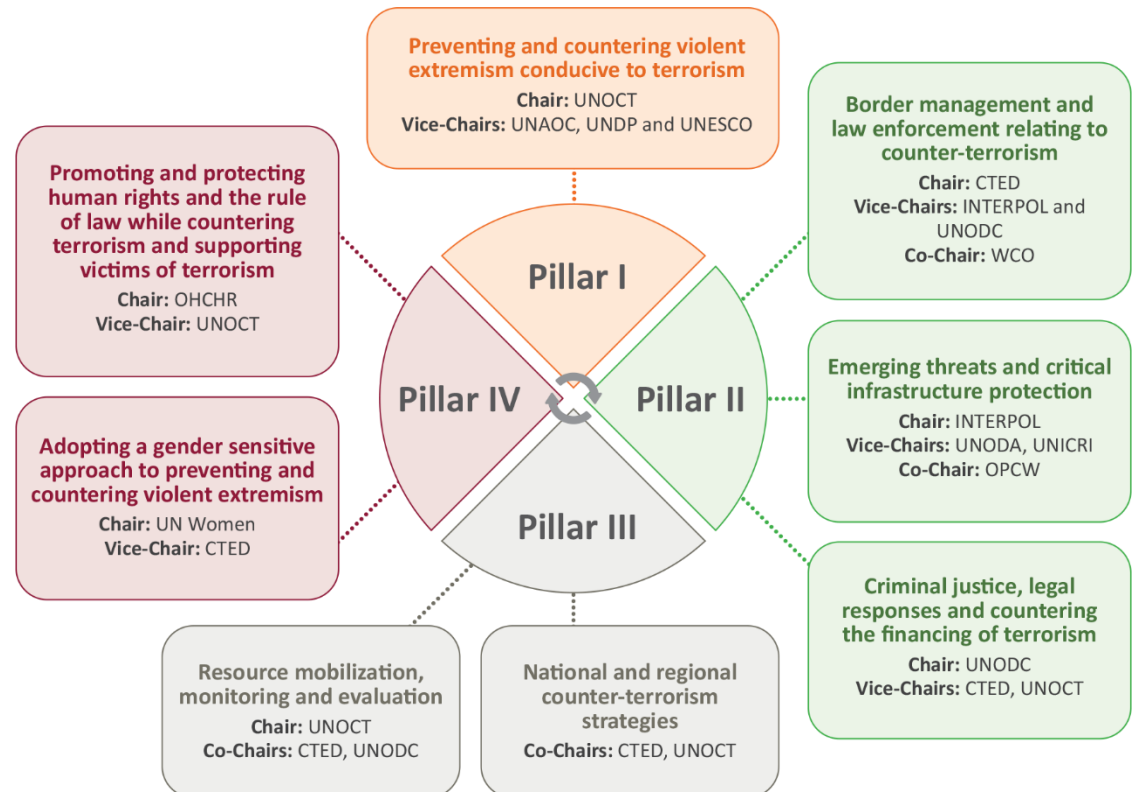 Preventing and countering violent
extremism conducive to terrorism
Chair: UNOCT
Vice-Chairs: UNAOC, UNDP and UNESCO
Border management and
law enforcement relating to
counter-terrorism
Chair: CTED
Vice-Chairs: INTERPOL and
UNODC
Co-Chair: WCO
Promoting and protecting
human rights and the rule
of law while countering
terrorism and supporting
victims of terrorism
Chair: OHCHR
Vice-Chair: UNOCT
Pillar I
Pillar IV
Pillar II
Pillar III
Emerging threats and critical
infrastructure protection
Chair: INTERPOL
Vice-Chairs: UNODA, UNICRI
Co-Chair: OPCW
Adopting a gender sensitive
approach to preventing and
countering violent extremism
Chair: UN Women
Vice-Chair: CTED
Criminal justice, legal
responses and countering
the financing of terrorism
Chair: UNODC
Vice-Chairs: CTED, UNOCT
Resource mobilization,
monitoring and evaluation
Chair: UNOCT
Co-Chairs: CTED, UNODC
National and regional
counter-terrorism
strategies
Co-Chairs: CTED, UNOCT